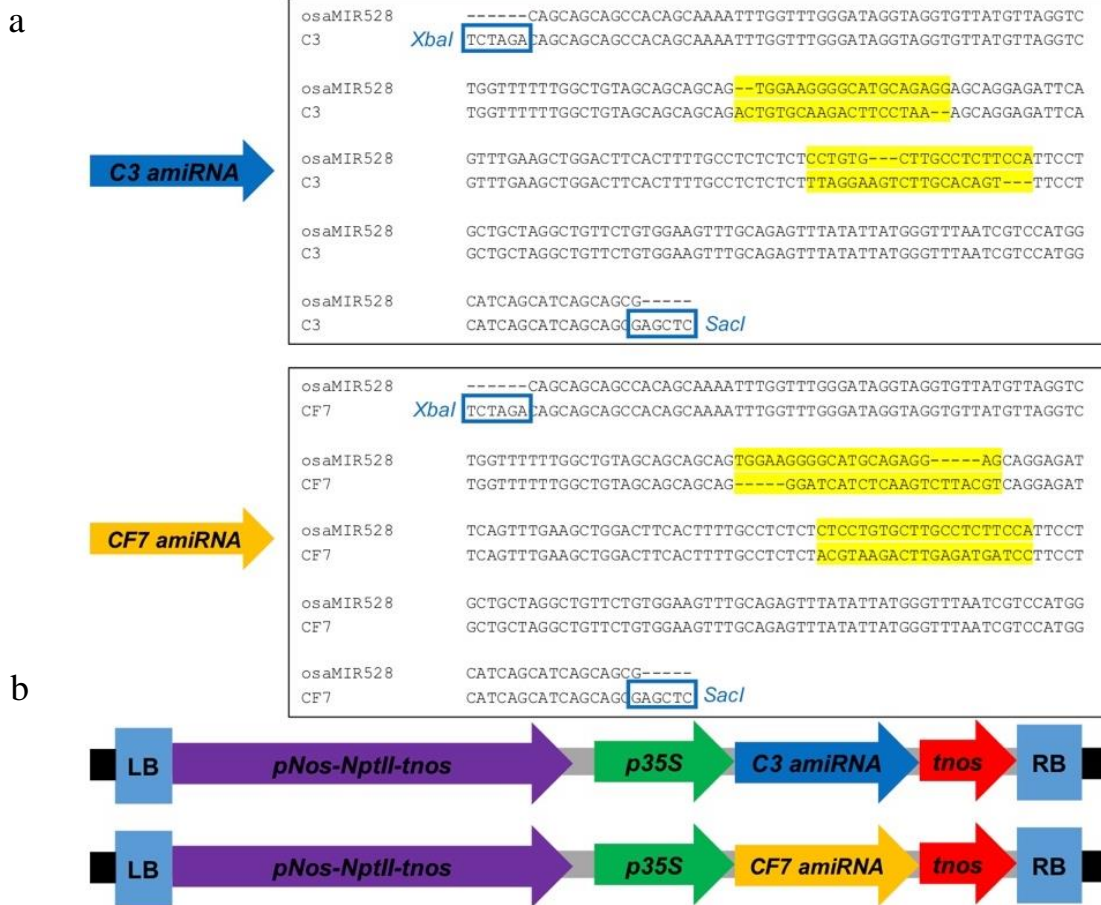 a
osaMIR528 ------CAGCAGCAGCCACAGCAAAATTTGGTTTGGGATAGGTAGGTGTTATGTTAGGTC
C3 XbaI TCTAGACAGCAGCAGCCACAGCAAAATTTGGTTTGGGATAGGTAGGTGTTATGTTAGGTC
osaMIR528 TGGTTTTTTGGCTGTAGCAGCAGCAG--TGGAAGGGGCATGCAGAGGAGCAGGAGATTCA
C3 TGGTTTTTTGGCTGTAGCAGCAGCAGACTGTGCAAGACTTCCTAA--AGCAGGAGATTCA
C3 amiRNA
osaMIR528 GTTTGAAGCTGGACTTCACTTTTGCCTCTCTCTCCTGTG---CTTGCCTCTTCCATTCCT
C3 GTTTGAAGCTGGACTTCACTTTTGCCTCTCTCTTTAGGAAGTCTTGCACAGT---TTCCT
osaMIR528 GCTGCTAGGCTGTTCTGTGGAAGTTTGCAGAGTTTATATTATGGGTTTAATCGTCCATGG
C3 GCTGCTAGGCTGTTCTGTGGAAGTTTGCAGAGTTTATATTATGGGTTTAATCGTCCATGG
osaMIR528 CATCAGCATCAGCAGCG-----
C3 CATCAGCATCAGCAGCGAGCTC SacI
osaMIR528 ------CAGCAGCAGCCACAGCAAAATTTGGTTTGGGATAGGTAGGTGTTATGTTAGGTC
CF7 XbaI TCTAGACAGCAGCAGCCACAGCAAAATTTGGTTTGGGATAGGTAGGTGTTATGTTAGGTC
osaMIR528 TGGTTTTTTGGCTGTAGCAGCAGCAGTGGAAGGGGCATGCAGAGG-----AGCAGGAGAT
CF7 TGGTTTTTTGGCTGTAGCAGCAGCAG-----GGATCATCTCAAGTCTTACGTCAGGAGAT
CF7 amiRNA
osaMIR528 TCAGTTTGAAGCTGGACTTCACTTTTGCCTCTCTCTCCTGTGCTTGCCTCTTCCATTCCT
CF7 TCAGTTTGAAGCTGGACTTCACTTTTGCCTCTCTACGTAAGACTTGAGATGATCCTTCCT
osaMIR528 GCTGCTAGGCTGTTCTGTGGAAGTTTGCAGAGTTTATATTATGGGTTTAATCGTCCATGG
CF7 GCTGCTAGGCTGTTCTGTGGAAGTTTGCAGAGTTTATATTATGGGTTTAATCGTCCATGG
osaMIR528 CATCAGCATCAGCAGCG-----
CF7 CATCAGCATCAGCAGCGAGCTC SacI
b
LB pNos-NptII-tnos p35S C3 amiRNA tnos RB
LB pNos-NptII-tnos p35S CF7 amiRNA tnos RB